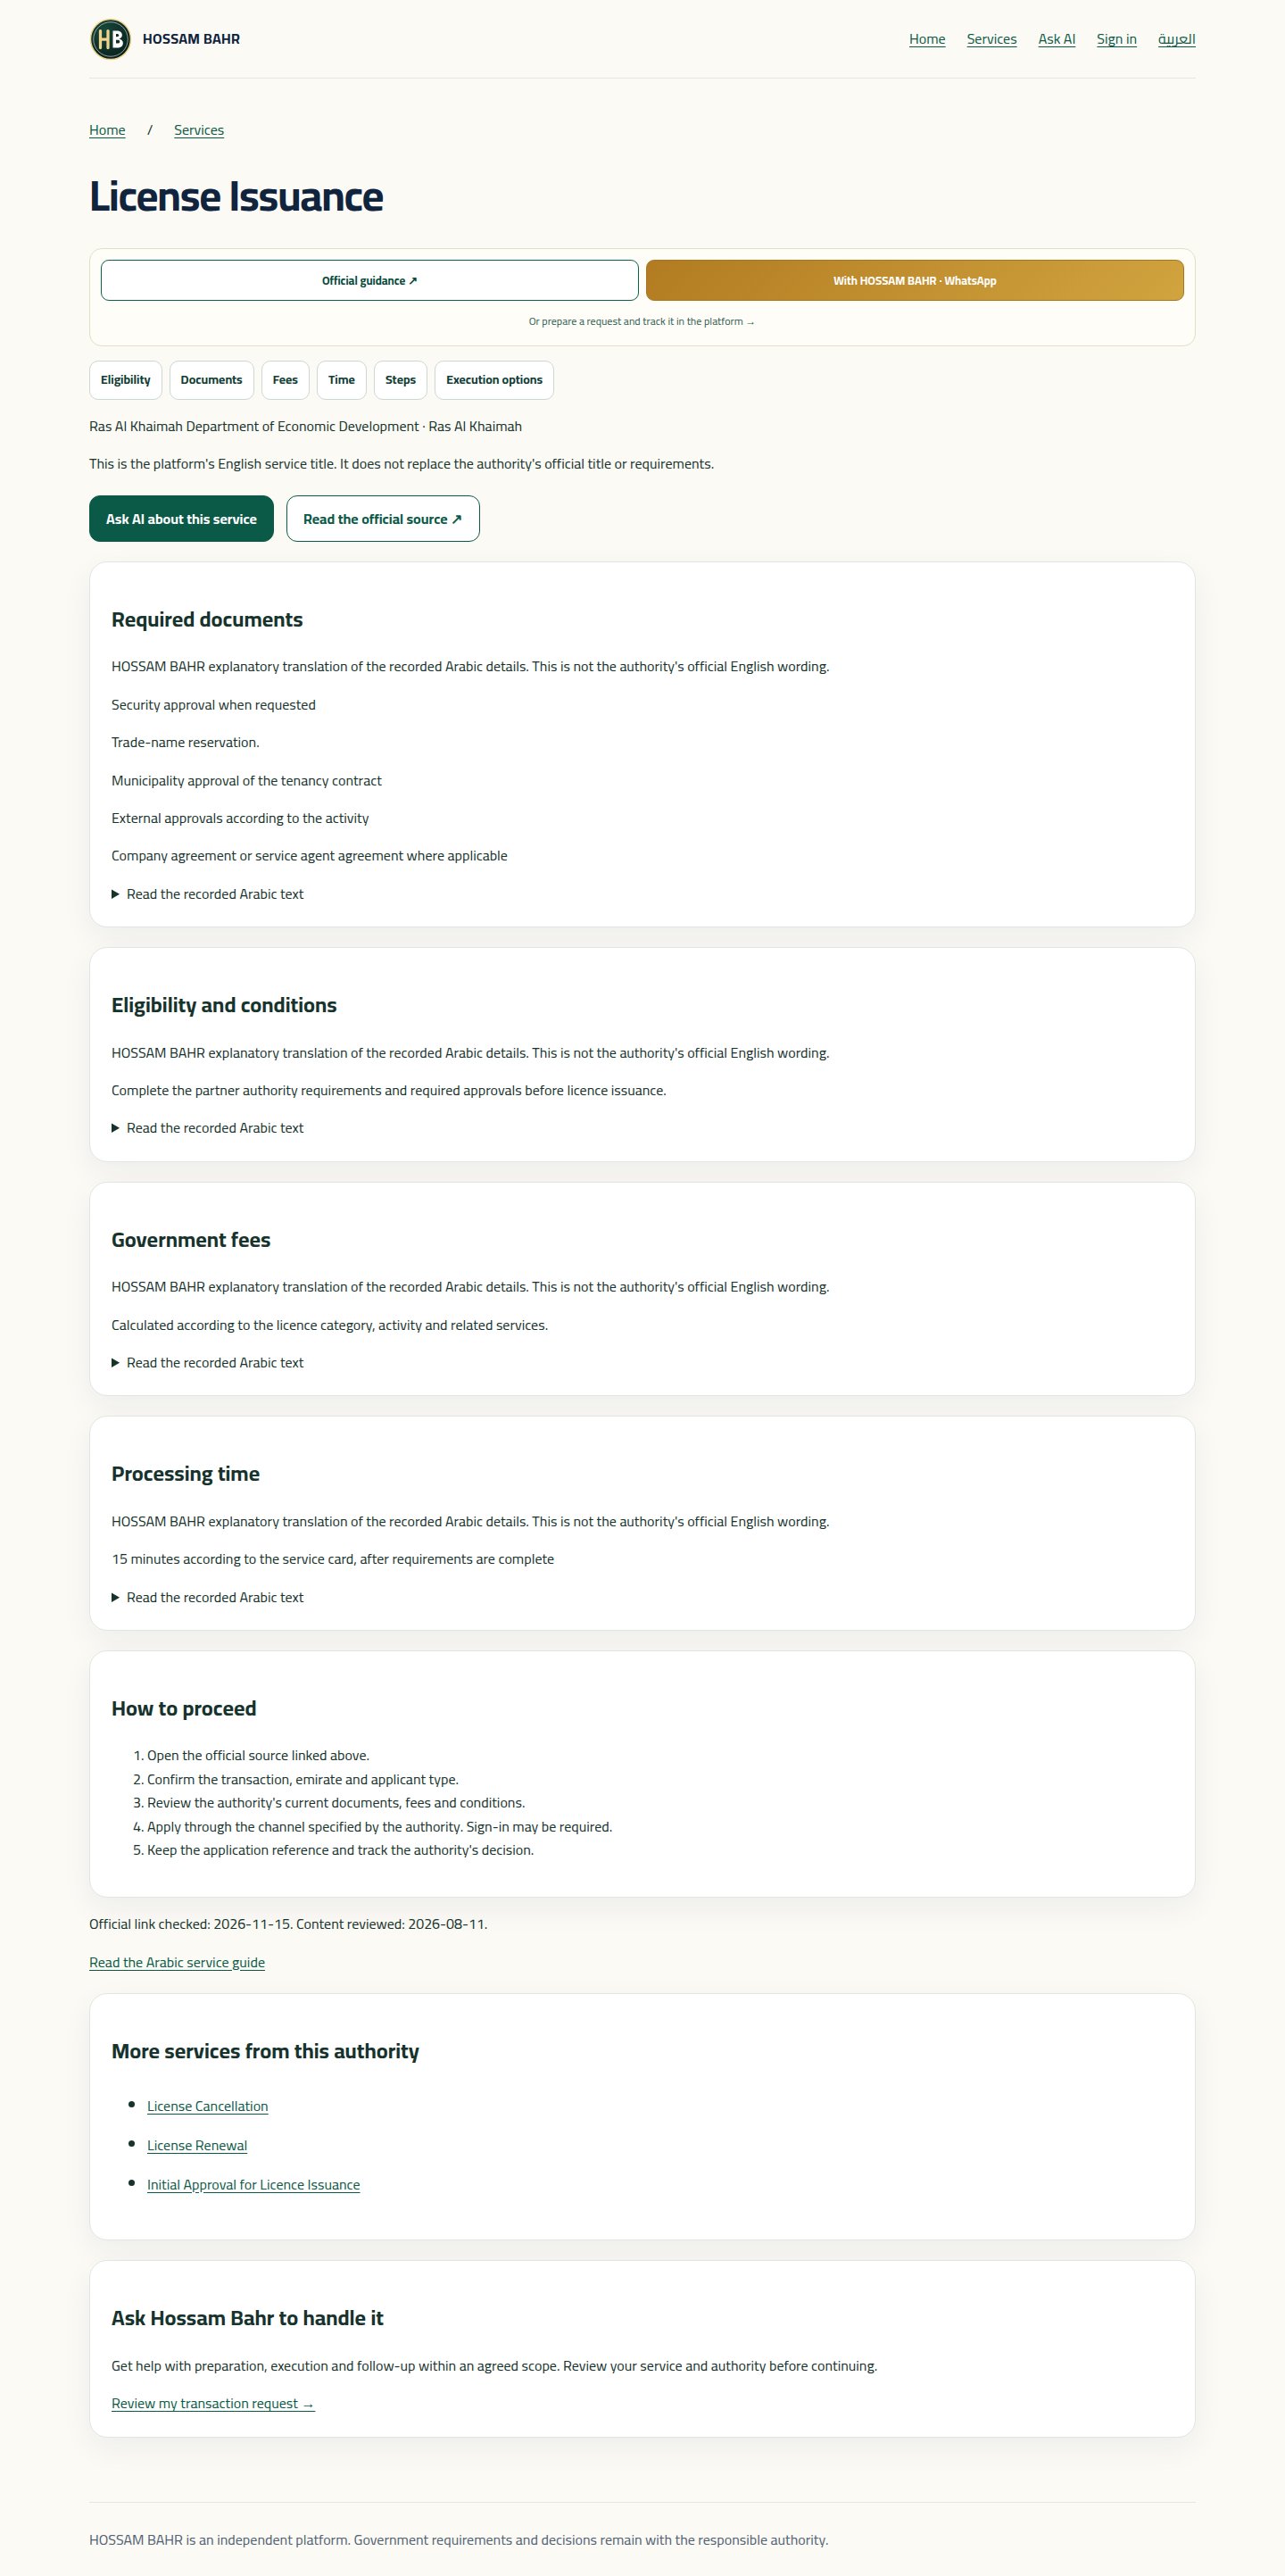 HB HOSSAM BAHR
Home Services Ask AI Sign in العربية
Home / Services
License Issuance
Official guidance ↗
With HOSSAM BAHR · WhatsApp
Or prepare a request and track it in the platform →
Eligibility Documents Fees Time Steps Execution options
Ras Al Khaimah Department of Economic Development · Ras Al Khaimah
This is the platform's English service title. It does not replace the authority's official title or requirements.
Ask AI about this service
Read the official source ↗
Required documents
HOSSAM BAHR explanatory translation of the recorded Arabic details. This is not the authority's official English wording.
Security approval when requested
Trade-name reservation.
Municipality approval of the tenancy contract
External approvals according to the activity
Company agreement or service agent agreement where applicable
▶ Read the recorded Arabic text
Eligibility and conditions
HOSSAM BAHR explanatory translation of the recorded Arabic details. This is not the authority's official English wording.
Complete the partner authority requirements and required approvals before licence issuance.
▶ Read the recorded Arabic text
Government fees
HOSSAM BAHR explanatory translation of the recorded Arabic details. This is not the authority's official English wording.
Calculated according to the licence category, activity and related services.
▶ Read the recorded Arabic text
Processing time
HOSSAM BAHR explanatory translation of the recorded Arabic details. This is not the authority's official English wording.
15 minutes according to the service card, after requirements are complete
▶ Read the recorded Arabic text
How to proceed
1. Open the official source linked above.
2. Confirm the transaction, emirate and applicant type.
3. Review the authority's current documents, fees and conditions.
4. Apply through the channel specified by the authority. Sign-in may be required.
5. Keep the application reference and track the authority's decision.
Official link checked: 2026-11-15. Content reviewed: 2026-08-11.
Read the Arabic service guide
More services from this authority
• License Cancellation
• License Renewal
• Initial Approval for Licence Issuance
Ask Hossam Bahr to handle it
Get help with preparation, execution and follow-up within an agreed scope. Review your service and authority before continuing.
Review my transaction request →
HOSSAM BAHR is an independent platform. Government requirements and decisions remain with the responsible authority.